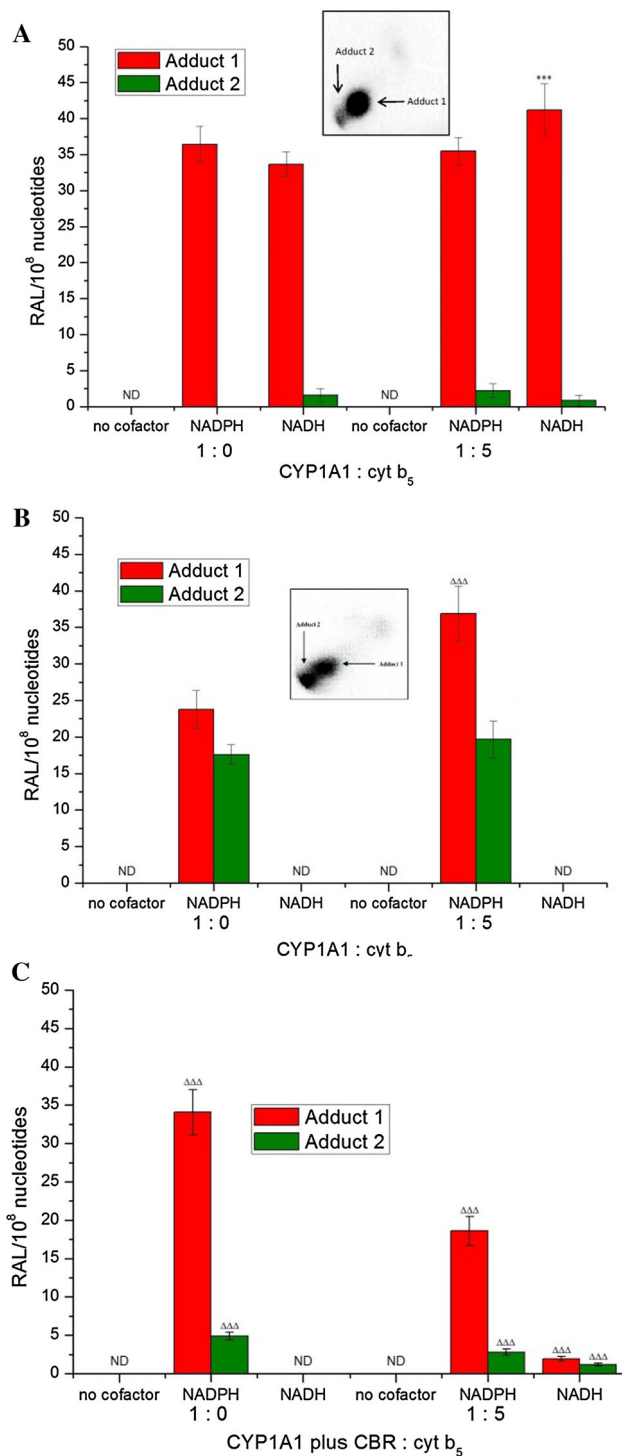 A
50
45
40
35
30
25
20
15
10
5
0
RAL/10⁸ nucleotides
Adduct 1
Adduct 2
Adduct 2
Adduct 1
***
ND
ND
no cofactor NADPH NADH no cofactor NADPH NADH
1 : 0 1 : 5
CYP1A1 : cyt b₅
B
50
45
40
35
30
25
20
15
10
5
0
RAL/10⁸ nucleotides
Adduct 1
Adduct 2
Adduct 2
Adduct 1
ΔΔΔ
ND ND ND ND
no cofactor NADPH NADH no cofactor NADPH NADH
1 : 0 1 : 5
CYP1A1 : cyt b
C
50
45
40
35
30
25
20
15
10
5
0
RAL/10⁸ nucleotides
ΔΔΔ
Adduct 1
Adduct 2
ΔΔΔ
ΔΔΔ
ΔΔΔ
ΔΔΔ ΔΔΔ
ND ND ND
no cofactor NADPH NADH no cofactor NADPH NADH
1 : 0 1 : 5
CYP1A1 plus CBR : cyt b₅